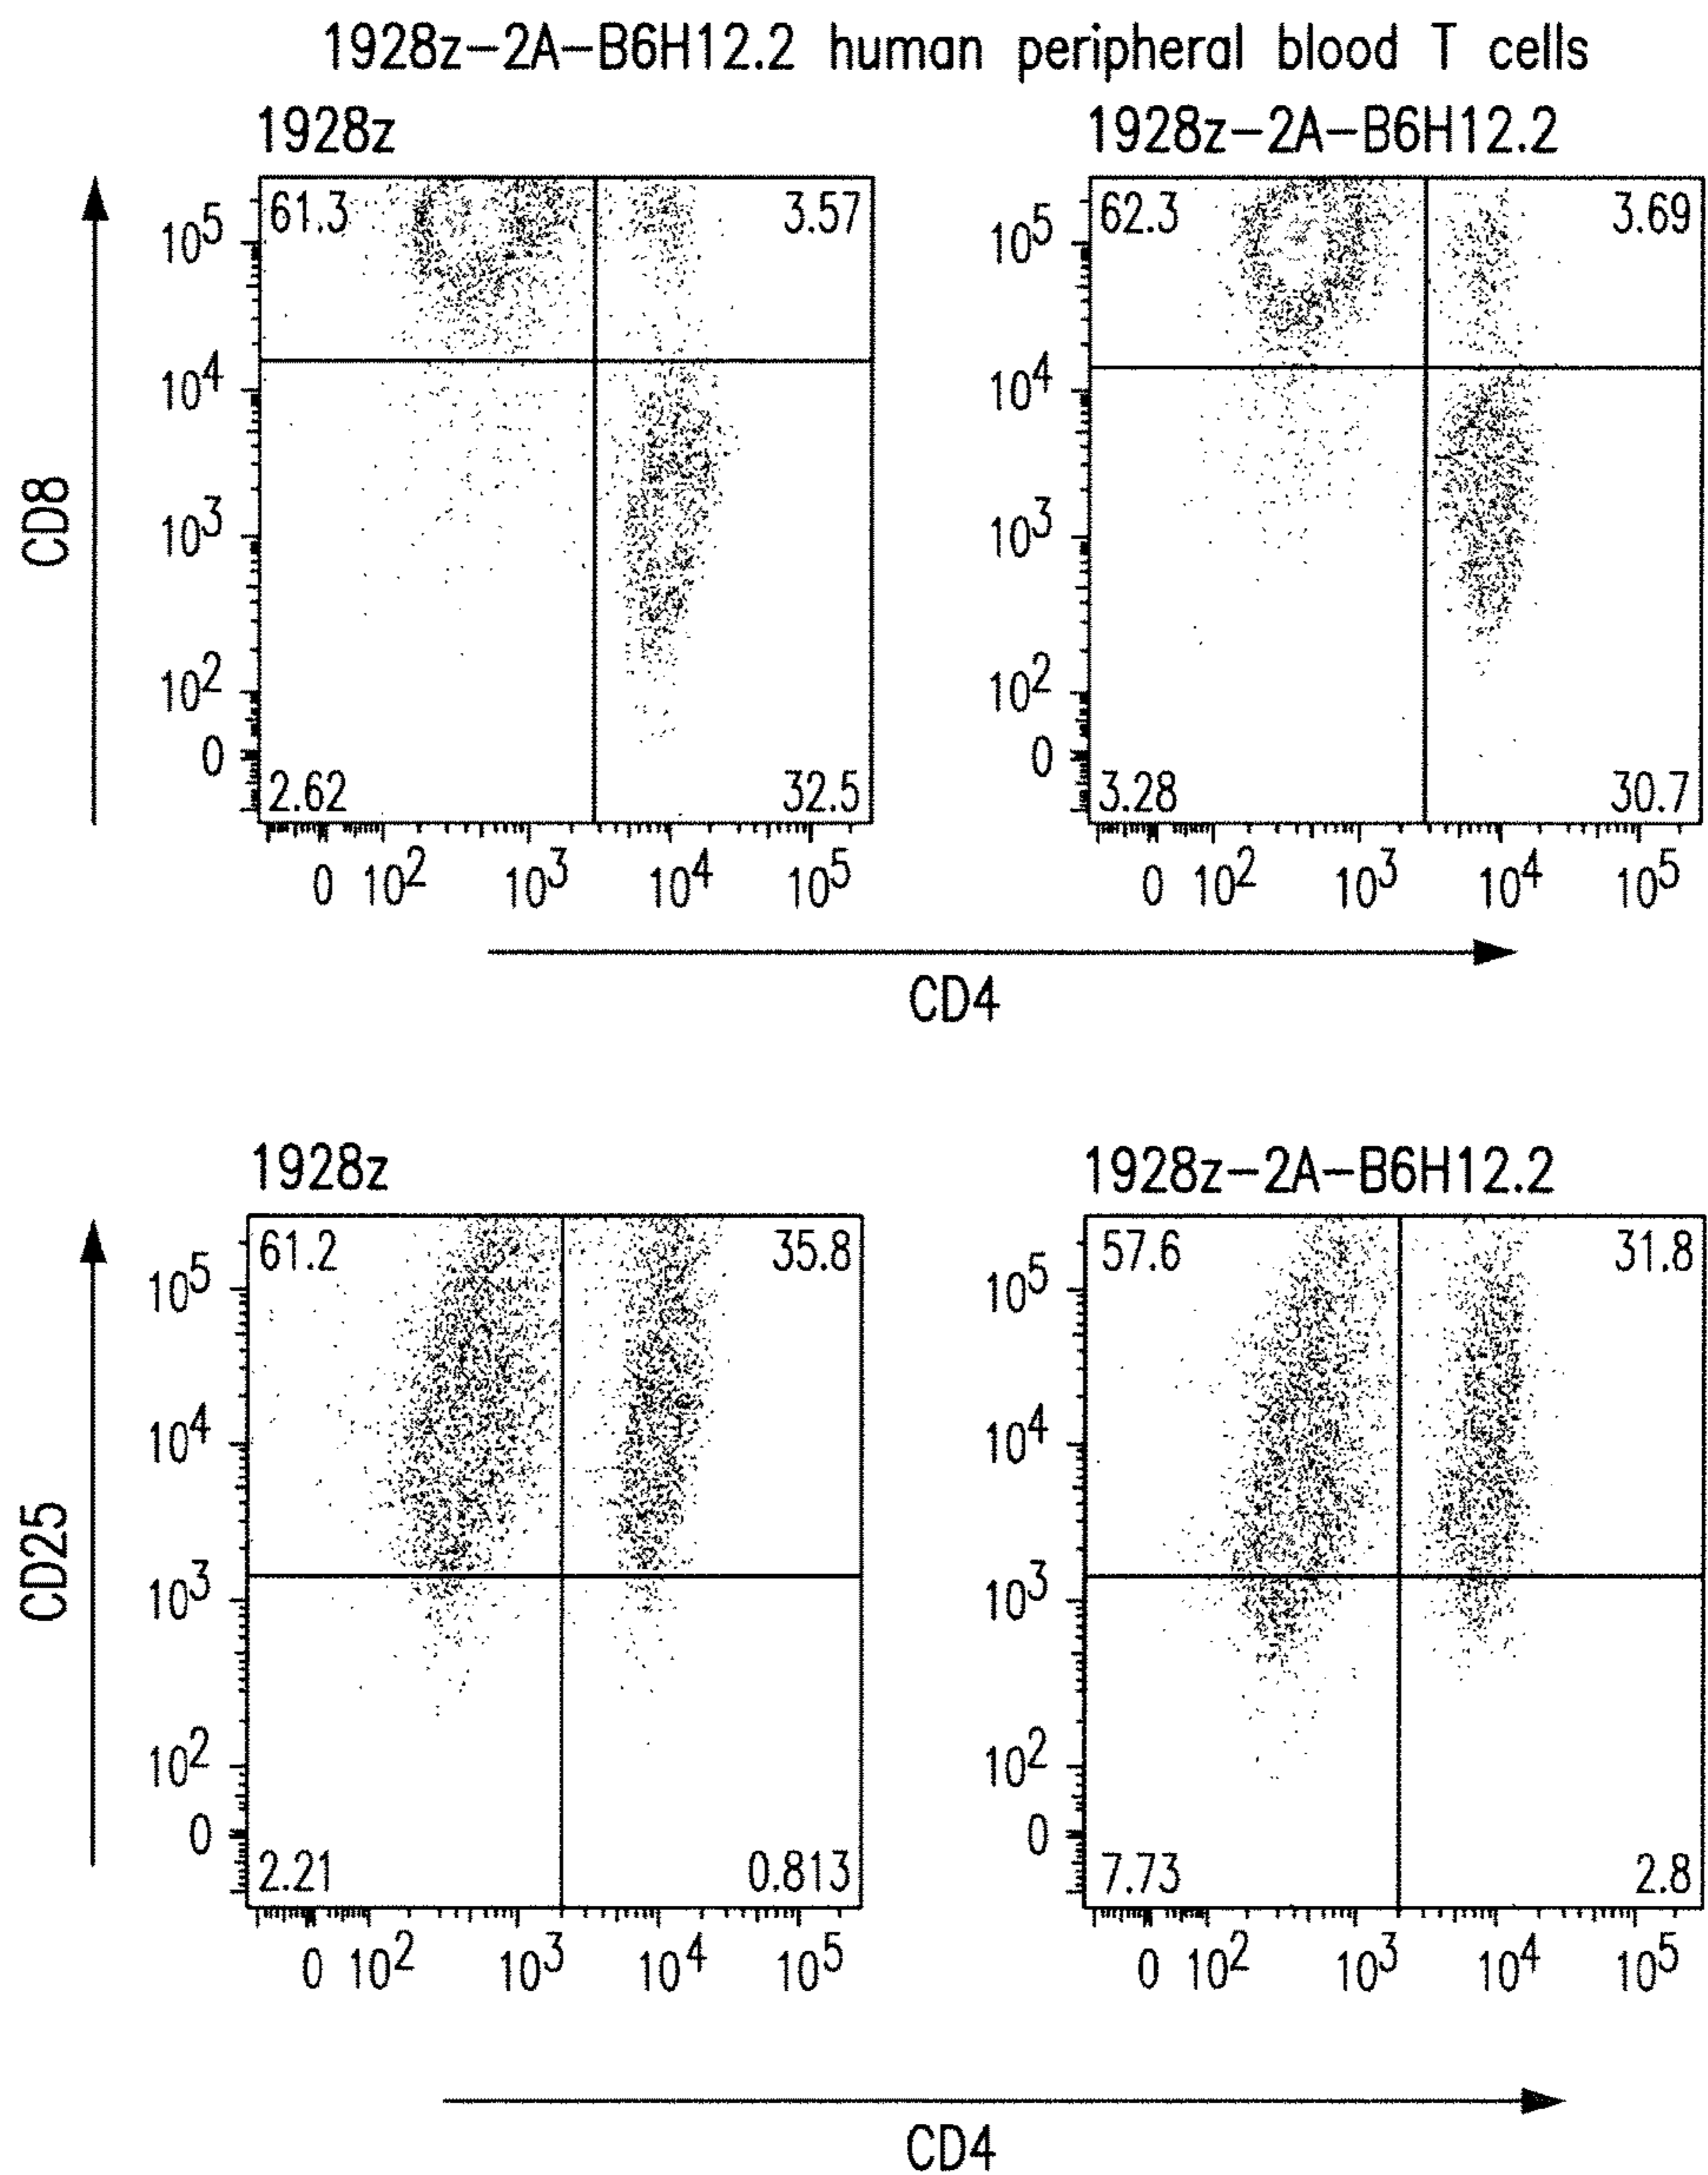 1928z-2A-B6H12.2 human peripheral blood T cells
1928z
1928z-2A-B6H12.2
61.3
3.57
62.3
3.69
10^5
10^4
10^3
10^2
0
10^5
10^4
10^3
10^2
0
CD8
2.62
32.5
3.28
30.7
0 10^2 10^3 10^4 10^5
0 10^2 10^3 10^4 10^5
CD4
1928z
1928z-2A-B6H12.2
61.2
35.8
57.6
31.8
10^5
10^4
10^3
10^2
0
10^5
10^4
10^3
10^2
0
CD25
2.21
0.813
7.73
2.8
0 10^2 10^3 10^4 10^5
0 10^2 10^3 10^4 10^5
CD4